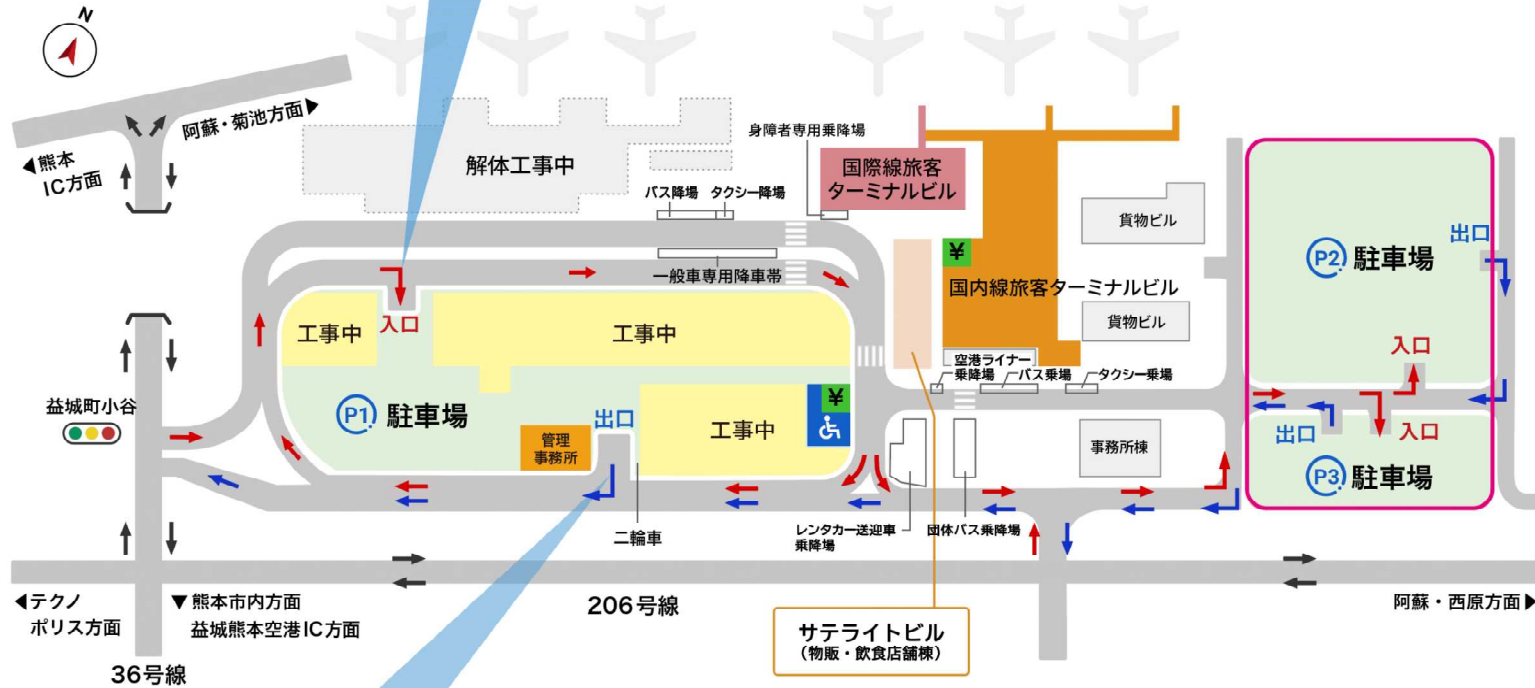 N
阿蘇・菊池方面▶
◀熊本
IC方面
解体工事中
身障者専用乗降場
国際線旅客
ターミナルビル
バス降場
タクシー降場
一般車専用降車帯
貨物ビル
¥
国内線旅客ターミナルビル
貨物ビル
P2 駐車場
出口
入口
工事中
入口
工事中
空港ライナー
乗降場
バス乗場
タクシー乗場
益城町小谷
P1 駐車場
出口
管理
事務所
工事中
¥
事務所棟
出口
入口
P3 駐車場
二輪車
レンタカー送迎車
乗降場
団体バス乗降場
◀テクノ
ポリス方面
▼熊本市内方面
益城熊本空港IC方面
206号線
阿蘇・西原方面▶
サテライトビル
(物販・飲食店舗棟)
36号線